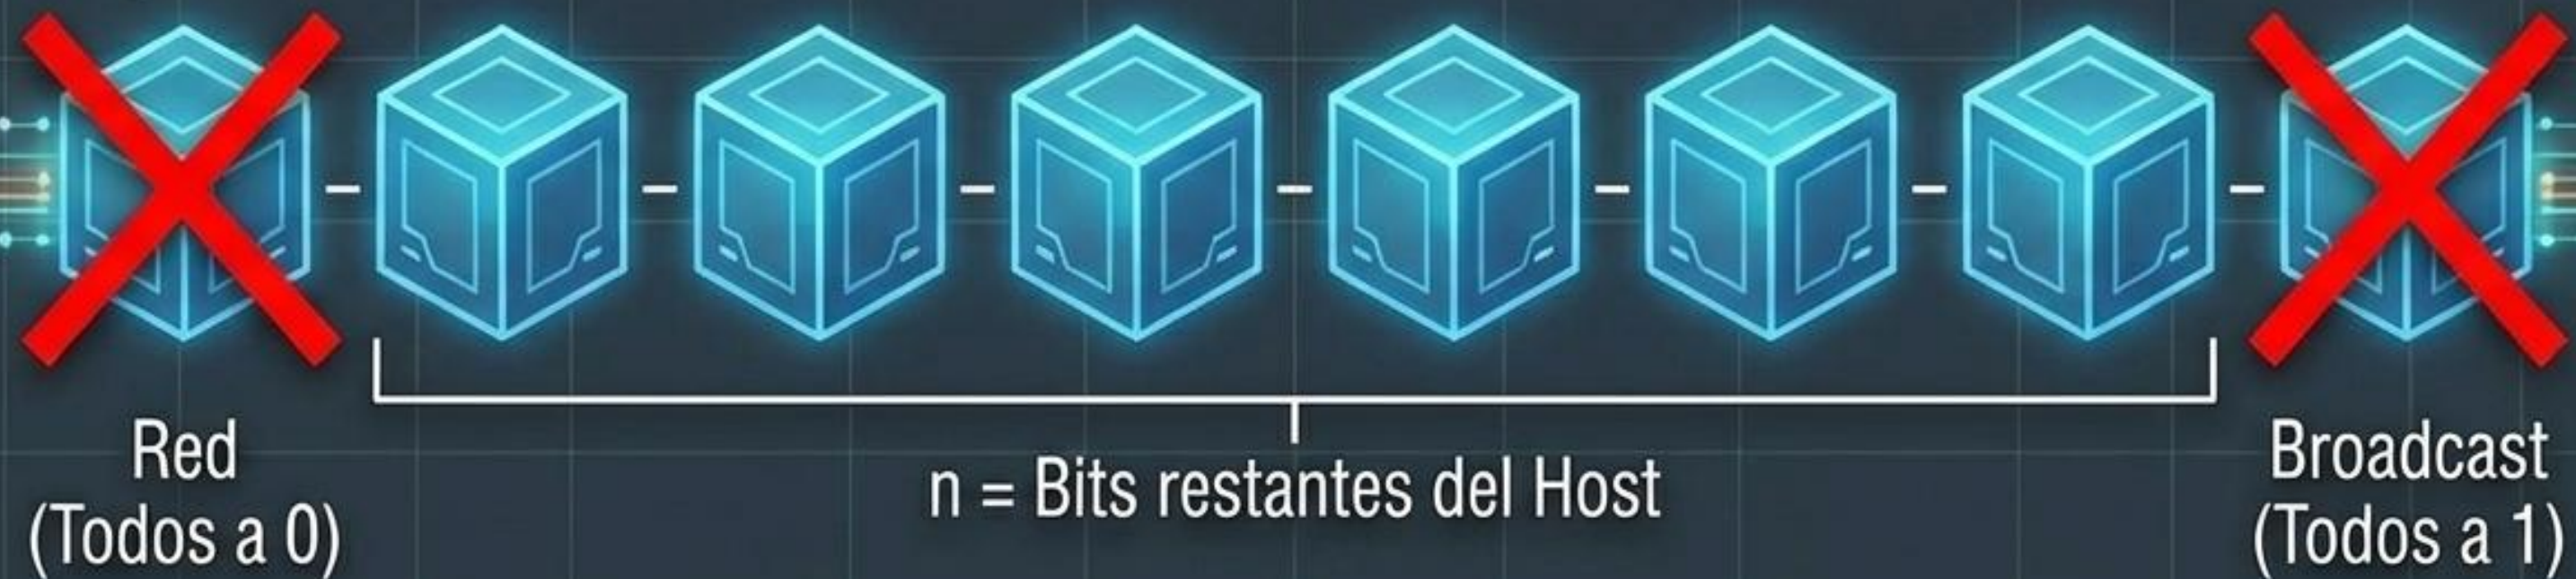 Red
(Todos a 0)
n = Bits restantes del Host
Broadcast
(Todos a 1)